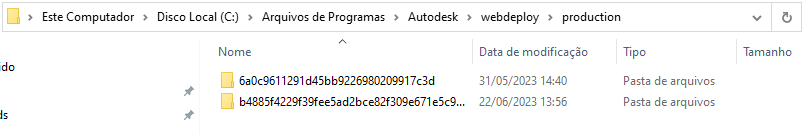 Este Computador > Disco Local (C:) > Arquivos de Programas > Autodesk > webdeploy > production
Nome Data de modificação Tipo Tamanho
ido
6a0c9611291d45bb9226980209917c3d 31/05/2023 14:40 Pasta de arquivos
b4885f4229f39fee5ad2bce82f309e671e5c9... 22/06/2023 13:56 Pasta de arquivos
ds